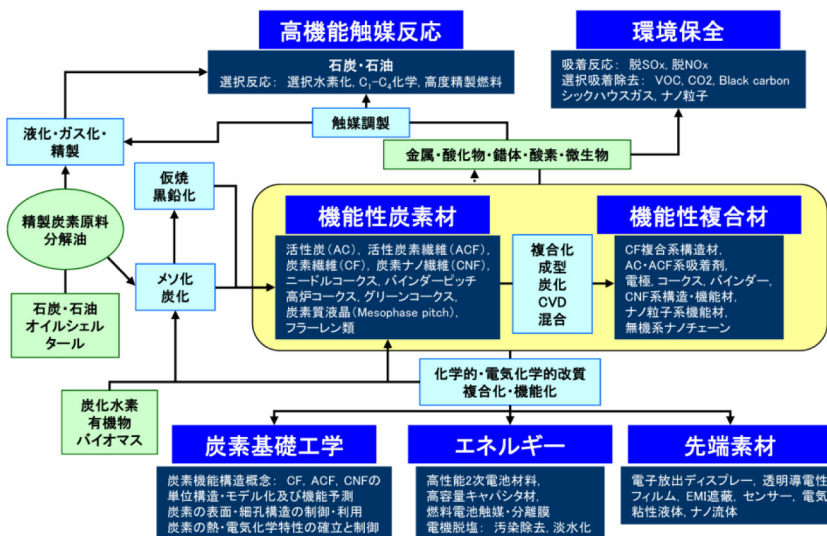 高機能触媒反応
石炭・石油
選択反応: 選択水素化, C₁-C₄化学, 高度精製燃料
環境保全
吸着反応: 脱SOx, 脱NOx
選択吸着除去: VOC, CO2, Black carbon
シックハウスガス, ナノ粒子
液化・ガス化・
精製
触媒調製
金属・酸化物・錯体・酸素・微生物
仮焼
黒鉛化
精製炭素原料
分解油
メソ化
炭化
石炭・石油
オイルシェル
タール
機能性炭素材
活性炭(AC), 活性炭素繊維(ACF),
炭素繊維(CF), 炭素ナノ繊維(CNF),
ニードルコークス, バインダーピッチ
高炉コークス, グリーンコークス,
炭素質液晶(Mesophase pitch),
フラーレン類
複合化
成型
炭化
CVD
混合
機能性複合材
CF複合系構造材,
AC・ACF系吸着剤,
電極, コークス, バインダー,
CNF系構造・機能材,
ナノ粒子系機能材,
無機系ナノチェーン
化学的・電気化学的改質
複合化・機能化
炭化水素
有機物
バイオマス
炭素基礎工学
炭素機能構造概念: CF, ACF, CNFの
単位構造・モデル化及び機能予測
炭素の表面・細孔構造の制御・利用
炭素の熱・電気化学特性の確立と制御
エネルギー
高性能2次電池材料,
高容量キャパシタ材,
燃料電池触媒・分離膜
電機脱塩: 汚染除去, 淡水化
先端素材
電子放出ディスプレー, 透明導電性
フィルム, EMI遮蔽, センサー, 電気
粘性液体, ナノ流体